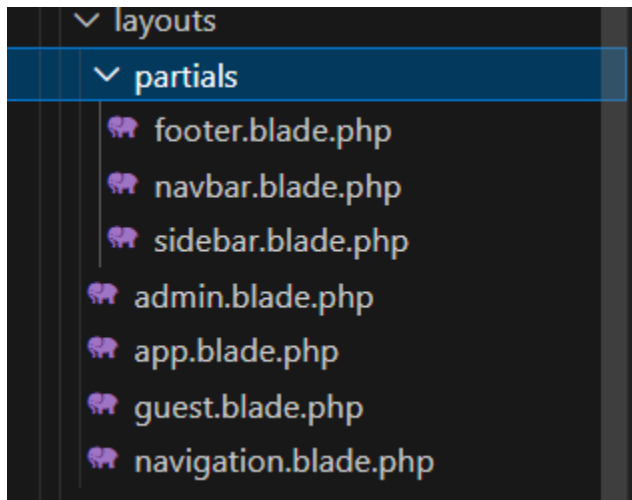 layouts
partials
footer.blade.php
navbar.blade.php
sidebar.blade.php
admin.blade.php
app.blade.php
guest.blade.php
navigation.blade.php